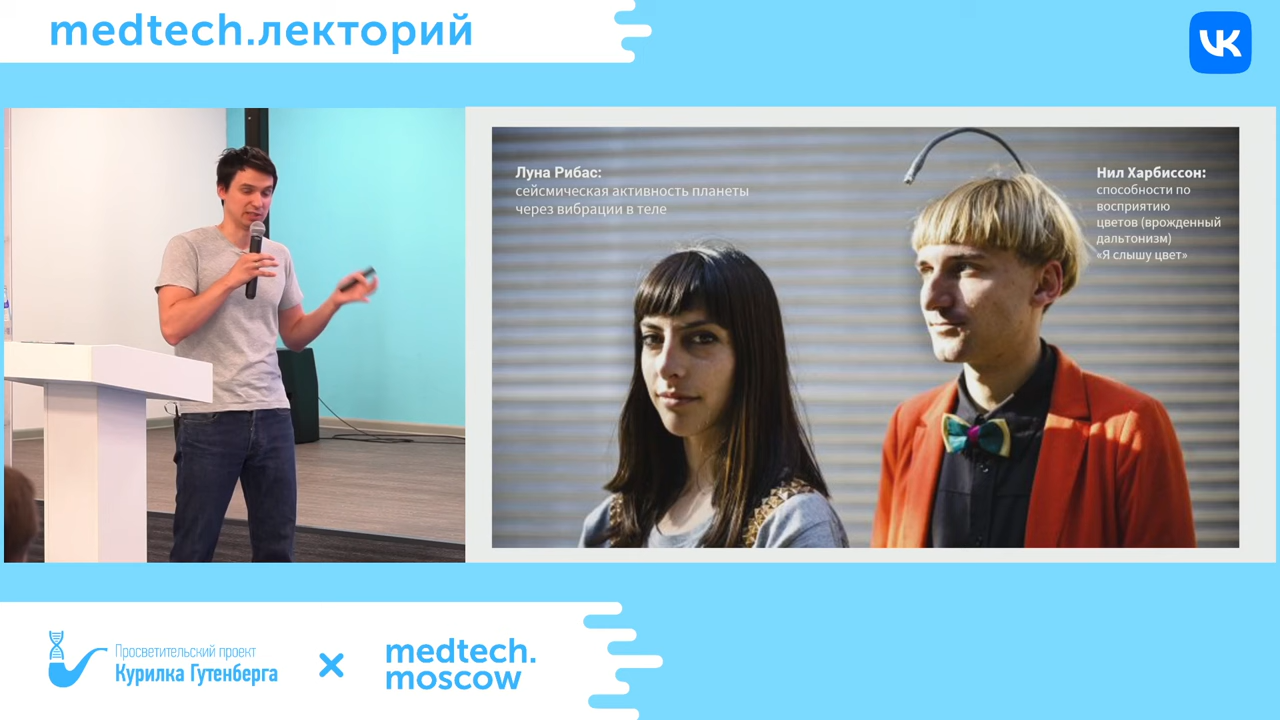 medtech.лекторий
VK
Луна Рибас:
сейсмическая активность планеты
через вибрации в теле
Нил Харбиссон:
способности по
восприятию
цветов (врожденный
дальтонизм)
«Я слышу цвет»
Просветительский проект
Курилка Гутенберга
medtech.
moscow